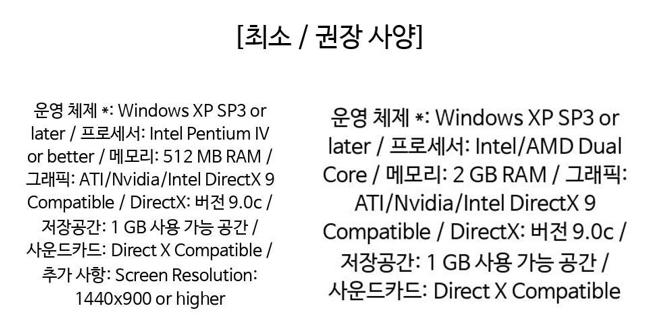 [최소 / 권장 사양]
운영 체제 *: Windows XP SP3 or
later / 프로세서: Intel Pentium IV
or better / 메모리: 512 MB RAM /
그래픽: ATI/Nvidia/Intel DirectX 9
Compatible / DirectX: 버전 9.0c /
저장공간: 1 GB 사용 가능 공간 /
사운드카드: Direct X Compatible /
추가 사항: Screen Resolution:
1440x900 or higher
운영 체제 *: Windows XP SP3 or
later / 프로세서: Intel/AMD Dual
Core / 메모리: 2 GB RAM / 그래픽:
ATI/Nvidia/Intel DirectX 9
Compatible / DirectX: 버전 9.0c /
저장공간: 1 GB 사용 가능 공간 /
사운드카드: Direct X Compatible